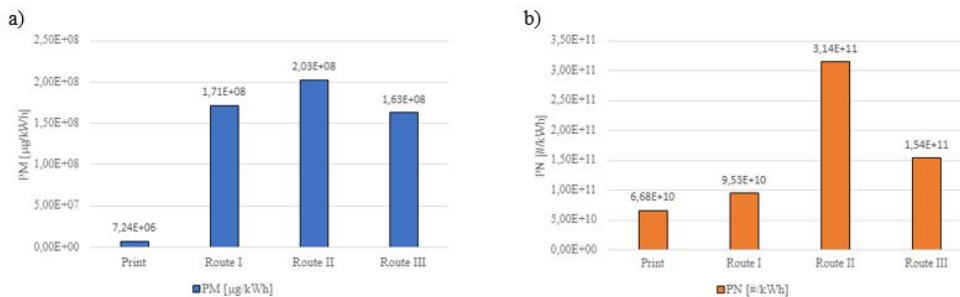 a)
2,50E+08
2,00E+08
1,50E+08
1,00E+08
5,00E+07
0,00E+00
PM [µg/kWh]
7,24E+06
1,71E+08
2,03E+08
1,63E+08
Print Route I Route II Route III
PM [µg/kWh]
b)
3,50E+11
3,00E+11
2,50E+11
2,00E+11
1,50E+11
1,00E+11
5,00E+10
0,00E+00
PN [#/kWh]
6,68E+10
9,53E+10
3,14E+11
1,54E+11
Print Route I Route II Route III
PN [#/kWh]